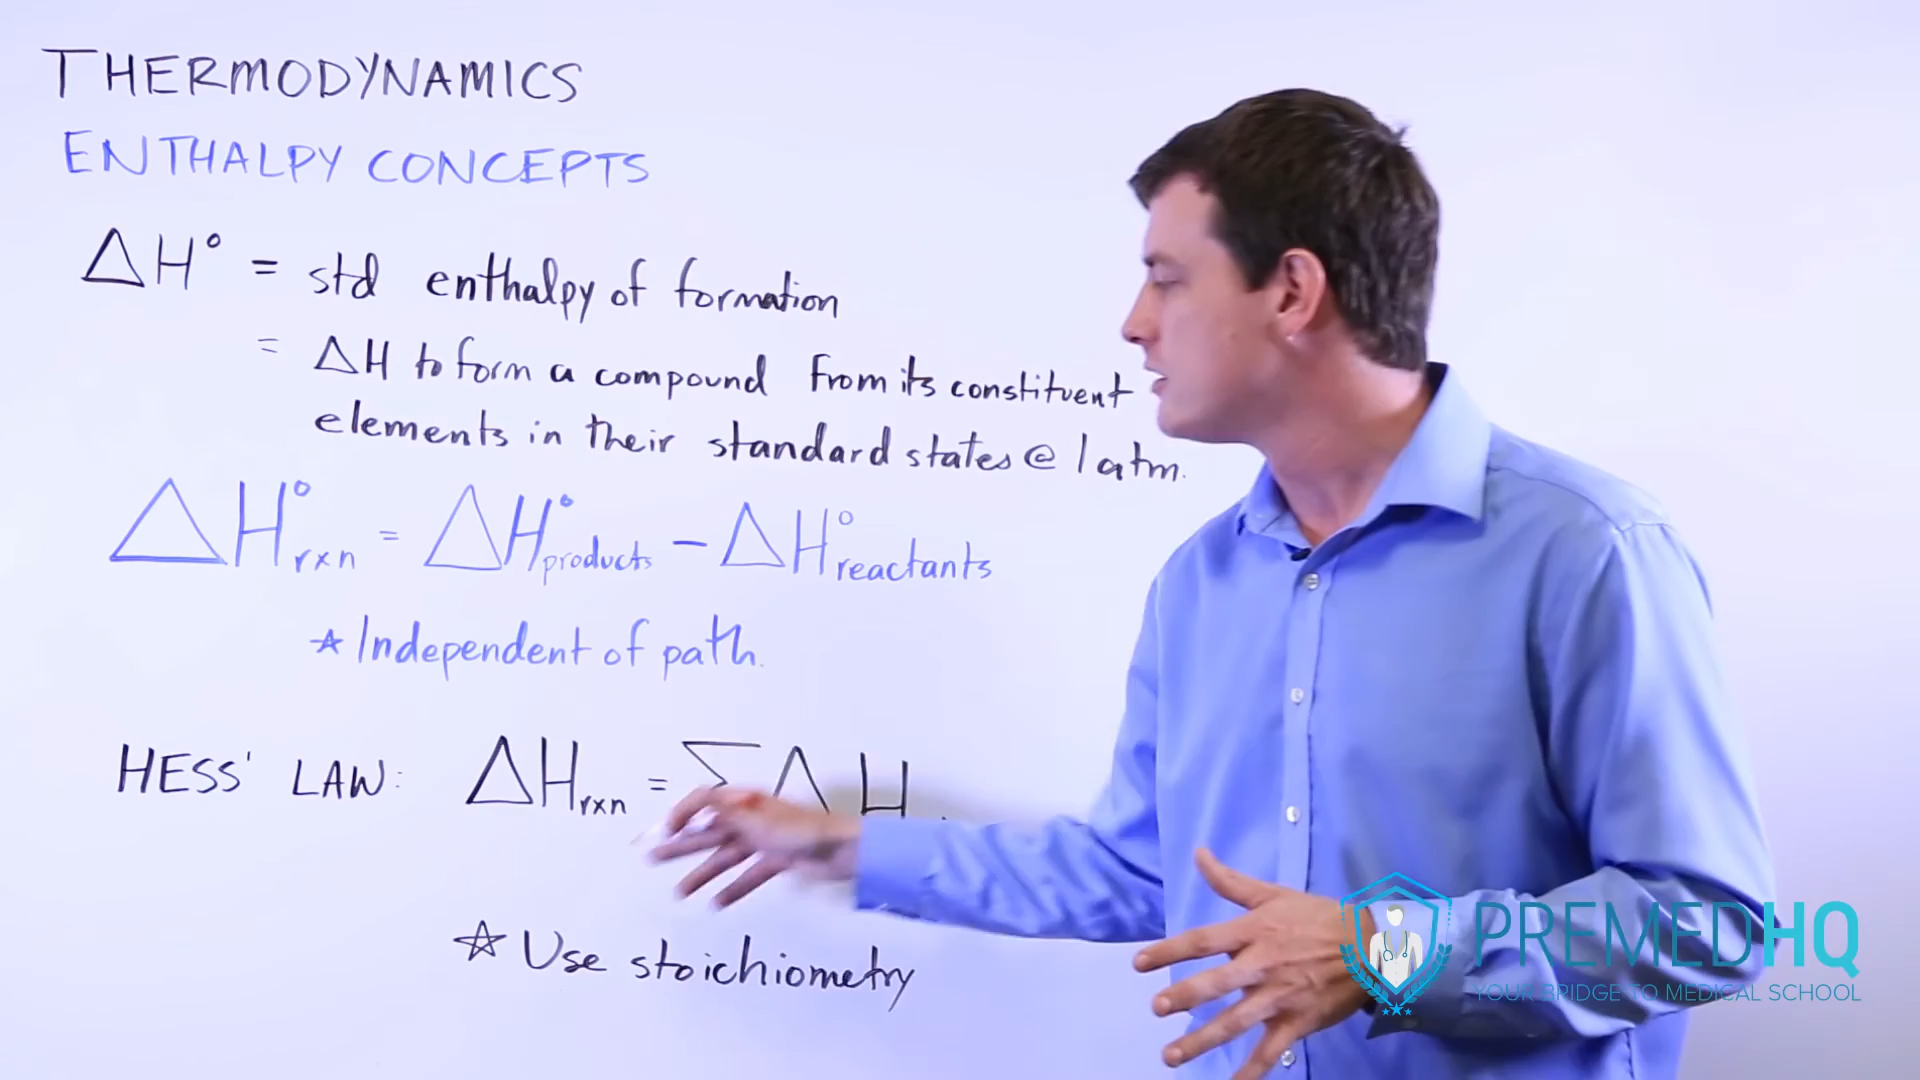 THERMODYNAMICS
ENTHALPY CONCEPTS
ΔH° = std enthalpy of formation
= ΔH to form a compound from its constituent
elements in their standard states @ 1 atm.
ΔH°rxn = ΔH°products - ΔH°reactants
* Independent of path.
HESS' LAW: ΔHrxn = ΣΔH
☆ Use stoichiometry
PREMEDHQ
YOUR BRIDGE TO MEDICAL SCHOOL